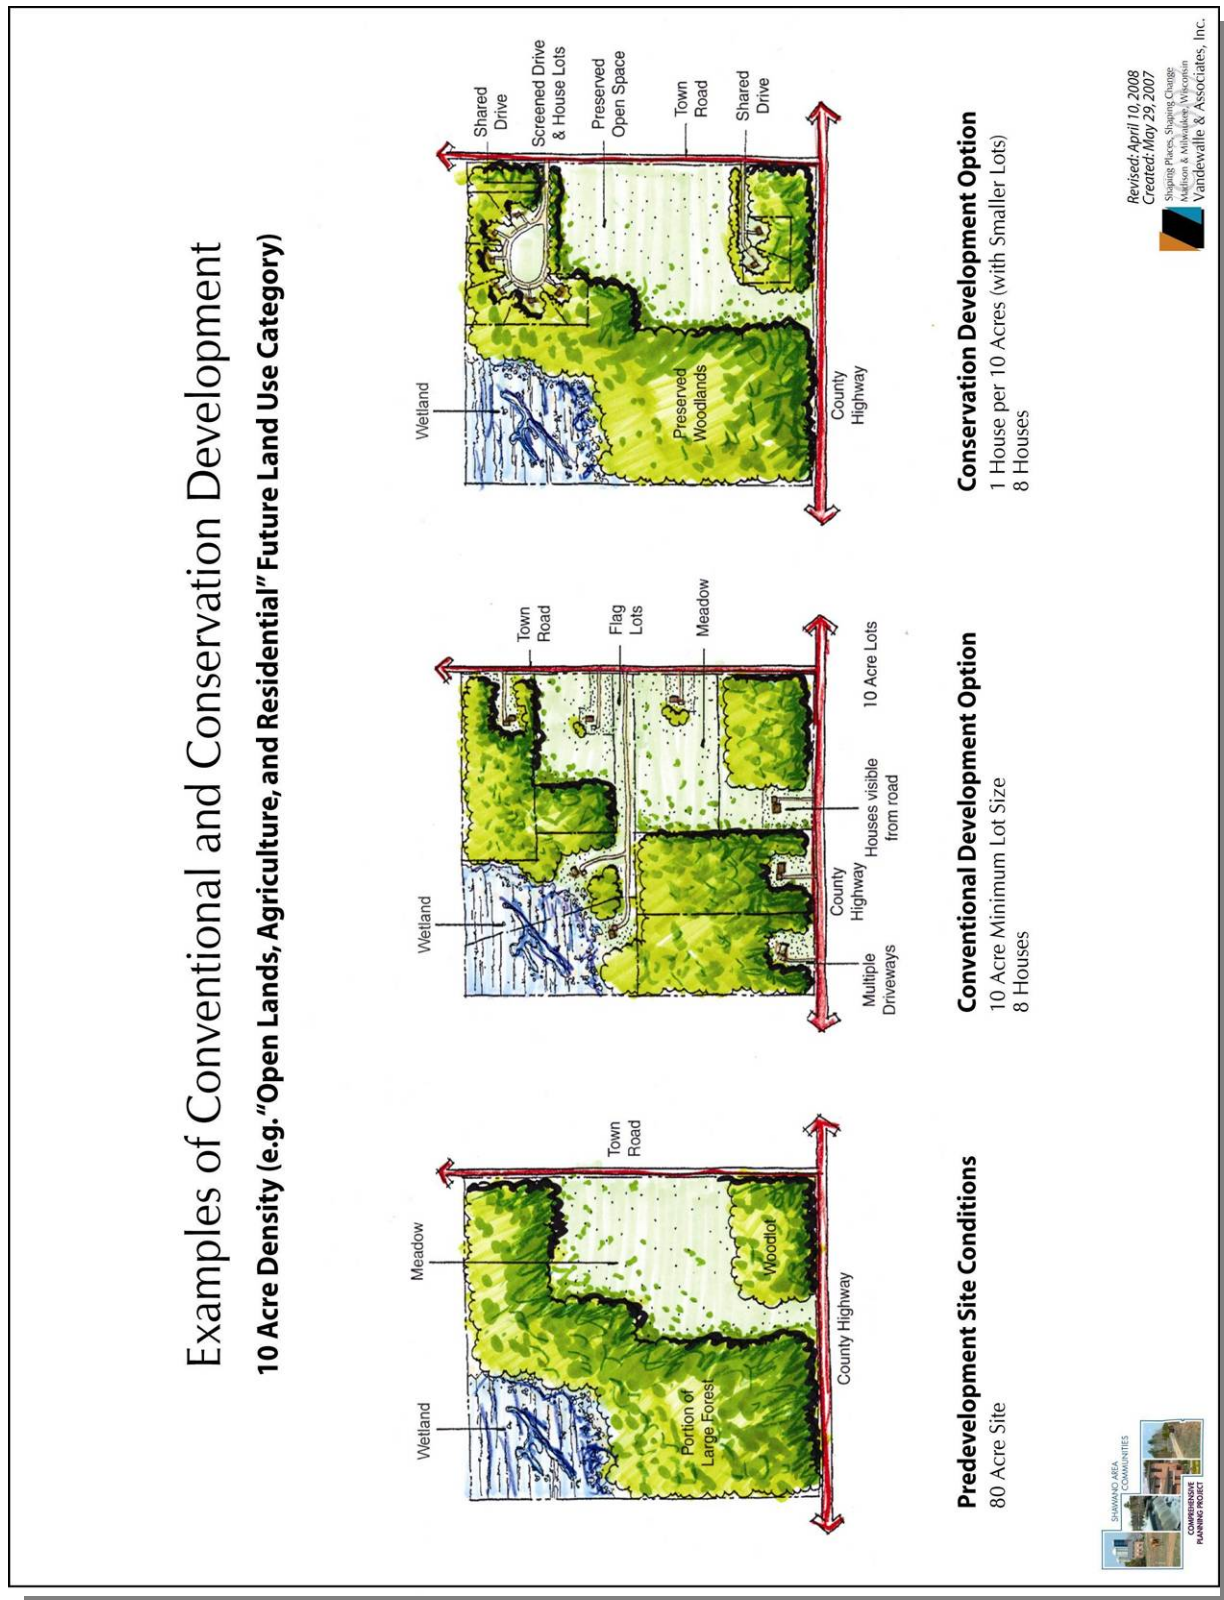 Examples of Conventional and Conservation Development
10 Acre Density (e.g. “Open Lands, Agriculture, and Residential” Future Land Use Category)
Wetland
Meadow
Town
Road
Portion of
Large Forest
Woodlot
County Highway
Predevelopment Site Conditions
80 Acre Site
Wetland
Town
Road
Flag
Lots
Meadow
Multiple
Driveways
County
Highway
Houses visible
from road
10 Acre Lots
Conventional Development Option
10 Acre Minimum Lot Size
8 Houses
Wetland
Shared
Drive
Screened Drive
& House Lots
Preserved
Open Space
Town
Road
Shared
Drive
Preserved
Woodlands
County
Highway
Conservation Development Option
1 House per 10 Acres (with Smaller Lots)
8 Houses
SHAWANO AREA
COMMUNITIES
COMPREHENSIVE
PLANNING PROJECT
Revised: April 10, 2008
Created: May 29, 2007
Shaping Places, Shaping Change
Madison & Milwaukee, Wisconsin
Vandewalle & Associates, Inc.